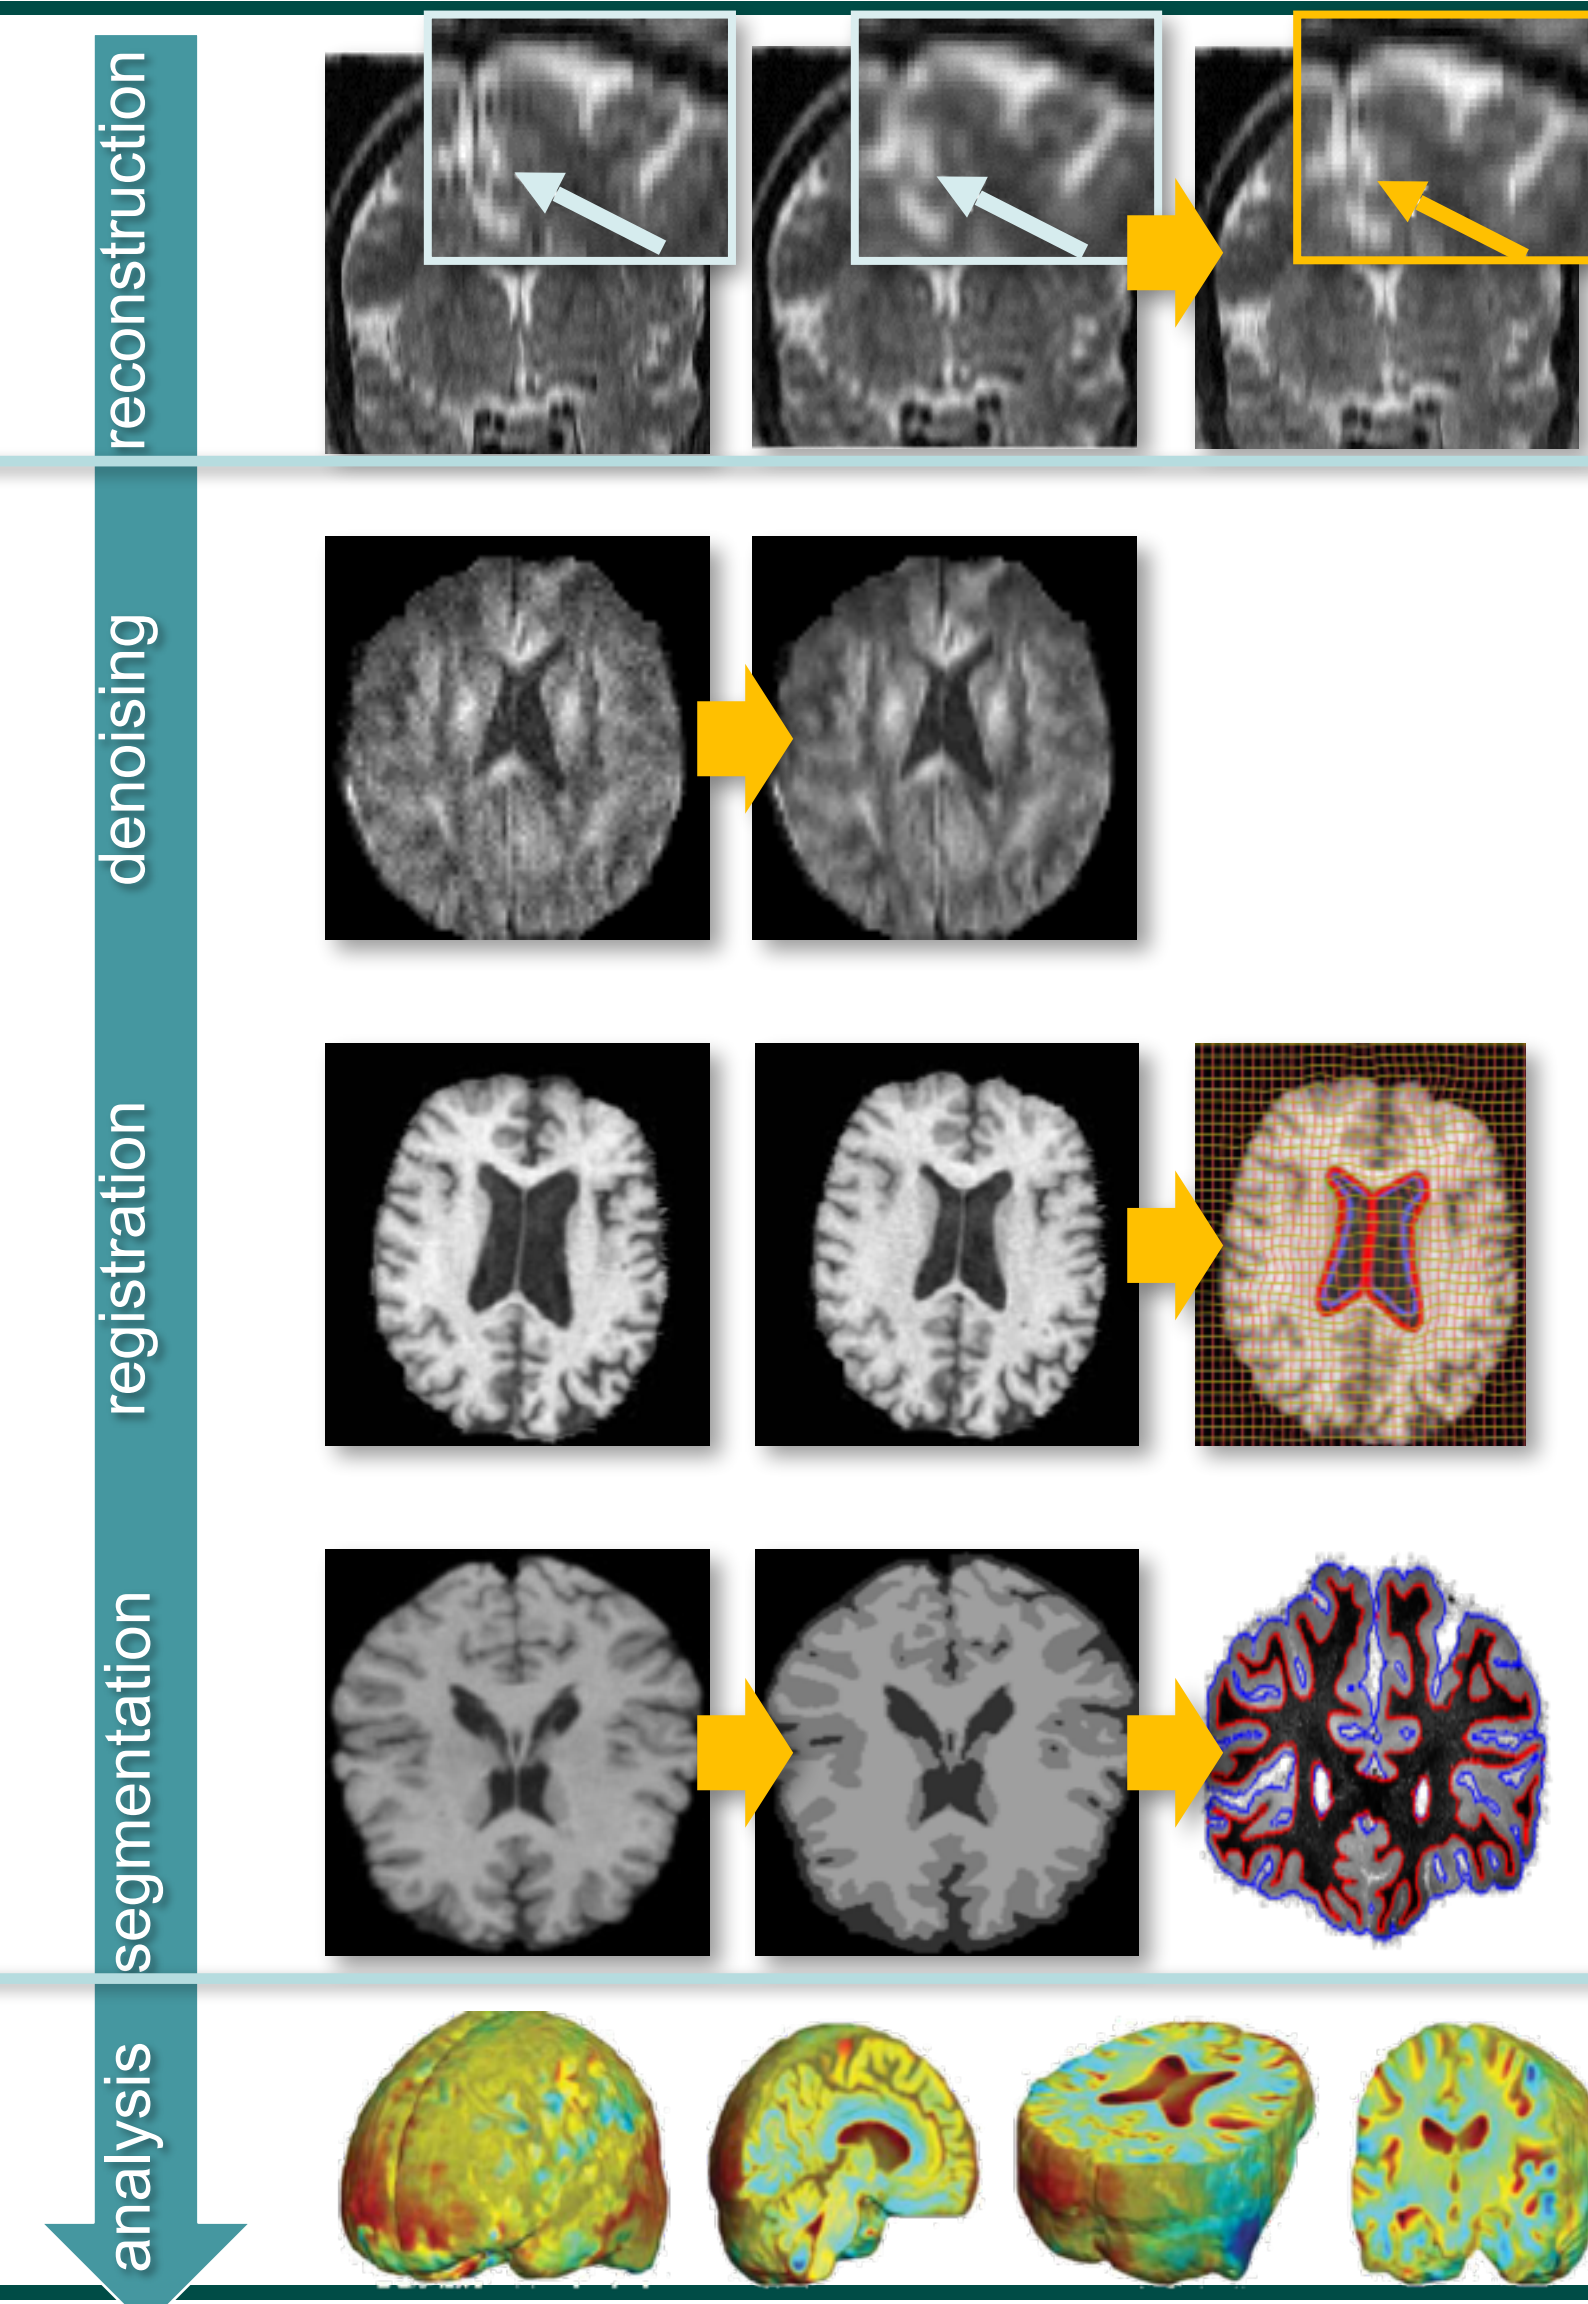 reconstruction
denoising
registration
segmentation
analysis